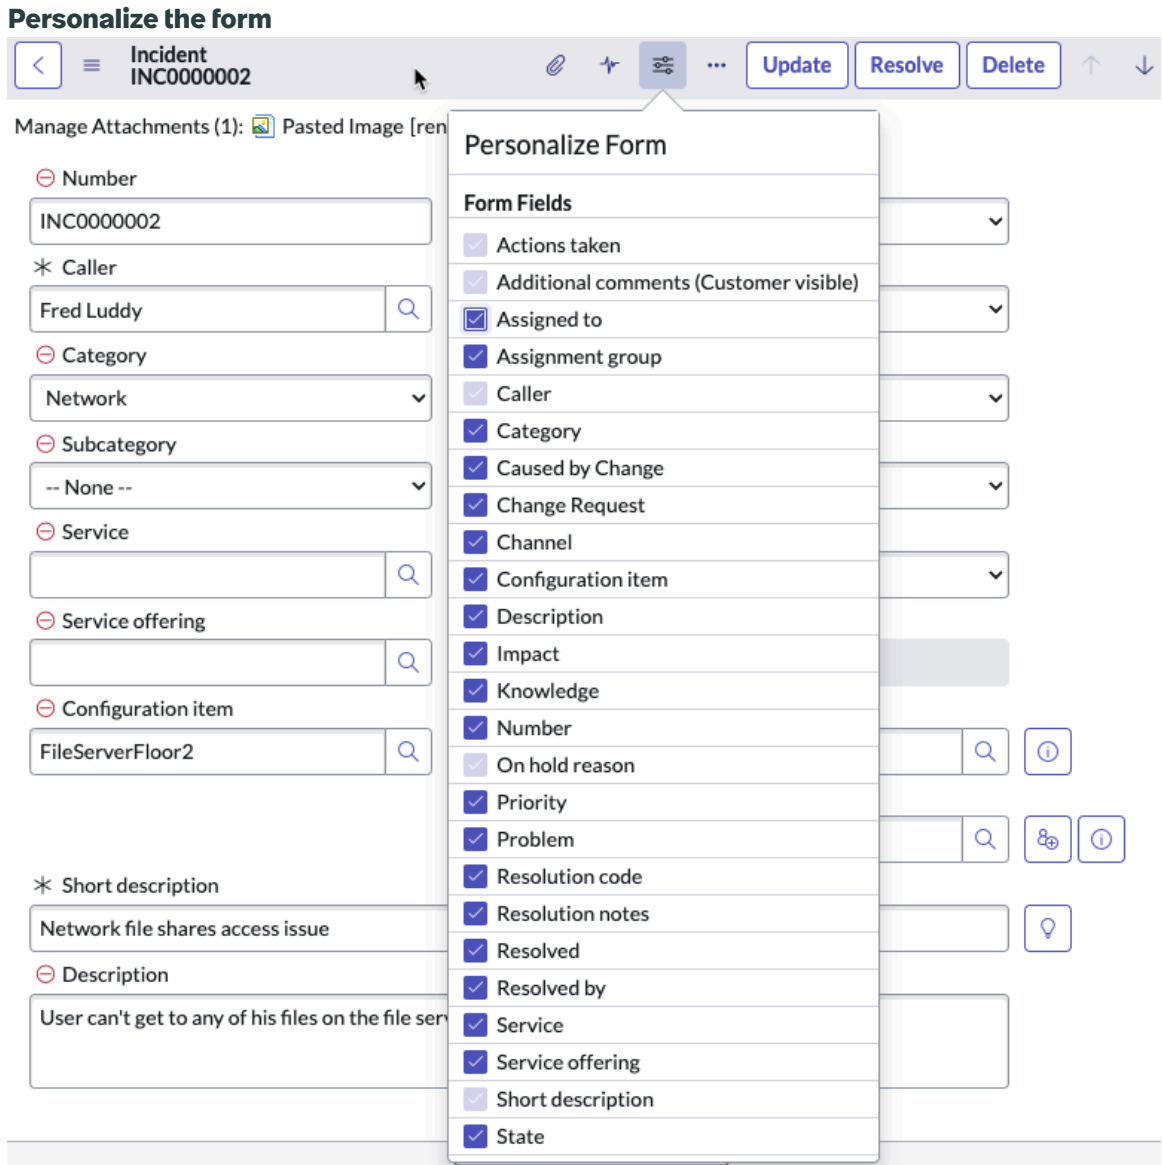 Personalize the form
Incident
INC0000002
Update
Resolve
Delete
Manage Attachments (1): Pasted Image [ren
Number
INC0000002
Caller
Fred Luddy
Category
Network
Subcategory
-- None --
Service
Service offering
Configuration item
FileServerFloor2
Short description
Network file shares access issue
Description
User can't get to any of his files on the file serv
Personalize Form
Form Fields
Actions taken
Additional comments (Customer visible)
Assigned to
Assignment group
Caller
Category
Caused by Change
Change Request
Channel
Configuration item
Description
Impact
Knowledge
Number
On hold reason
Priority
Problem
Resolution code
Resolution notes
Resolved
Resolved by
Service
Service offering
Short description
State